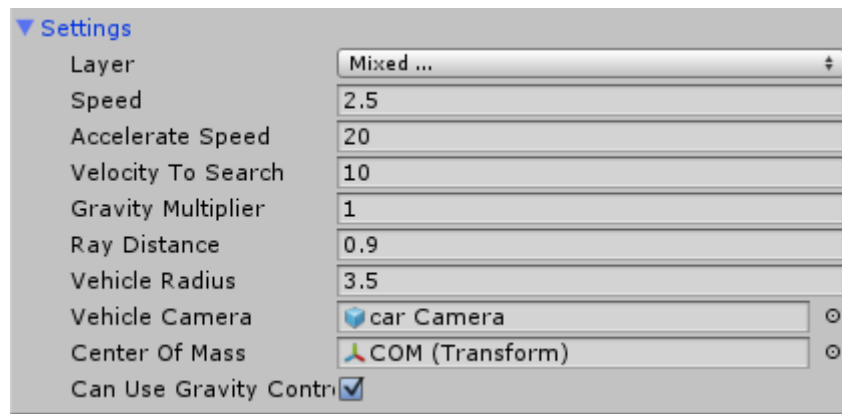 Settings
Layer Mixed ...
Speed 2.5
Accelerate Speed 20
Velocity To Search 10
Gravity Multiplier 1
Ray Distance 0.9
Vehicle Radius 3.5
Vehicle Camera car Camera
Center Of Mass COM (Transform)
Can Use Gravity Contr